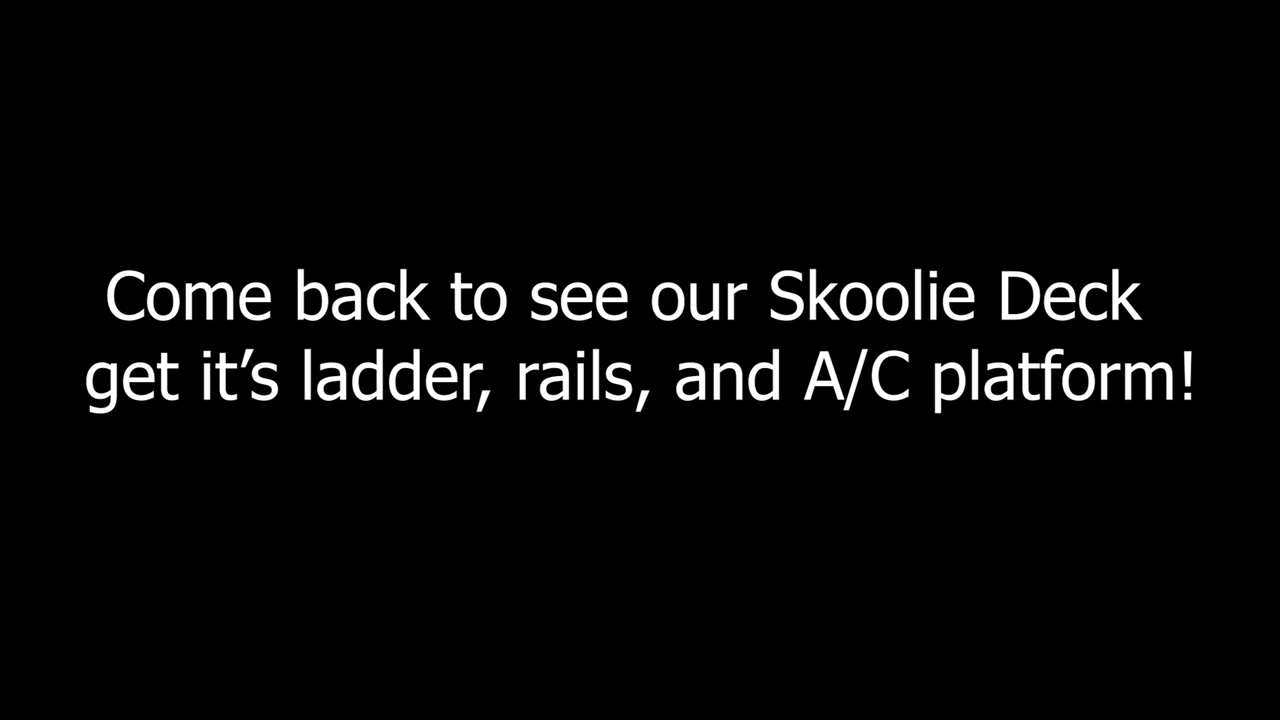 Come back to see our Skoolie Deck
get it’s ladder, rails, and A/C platform!